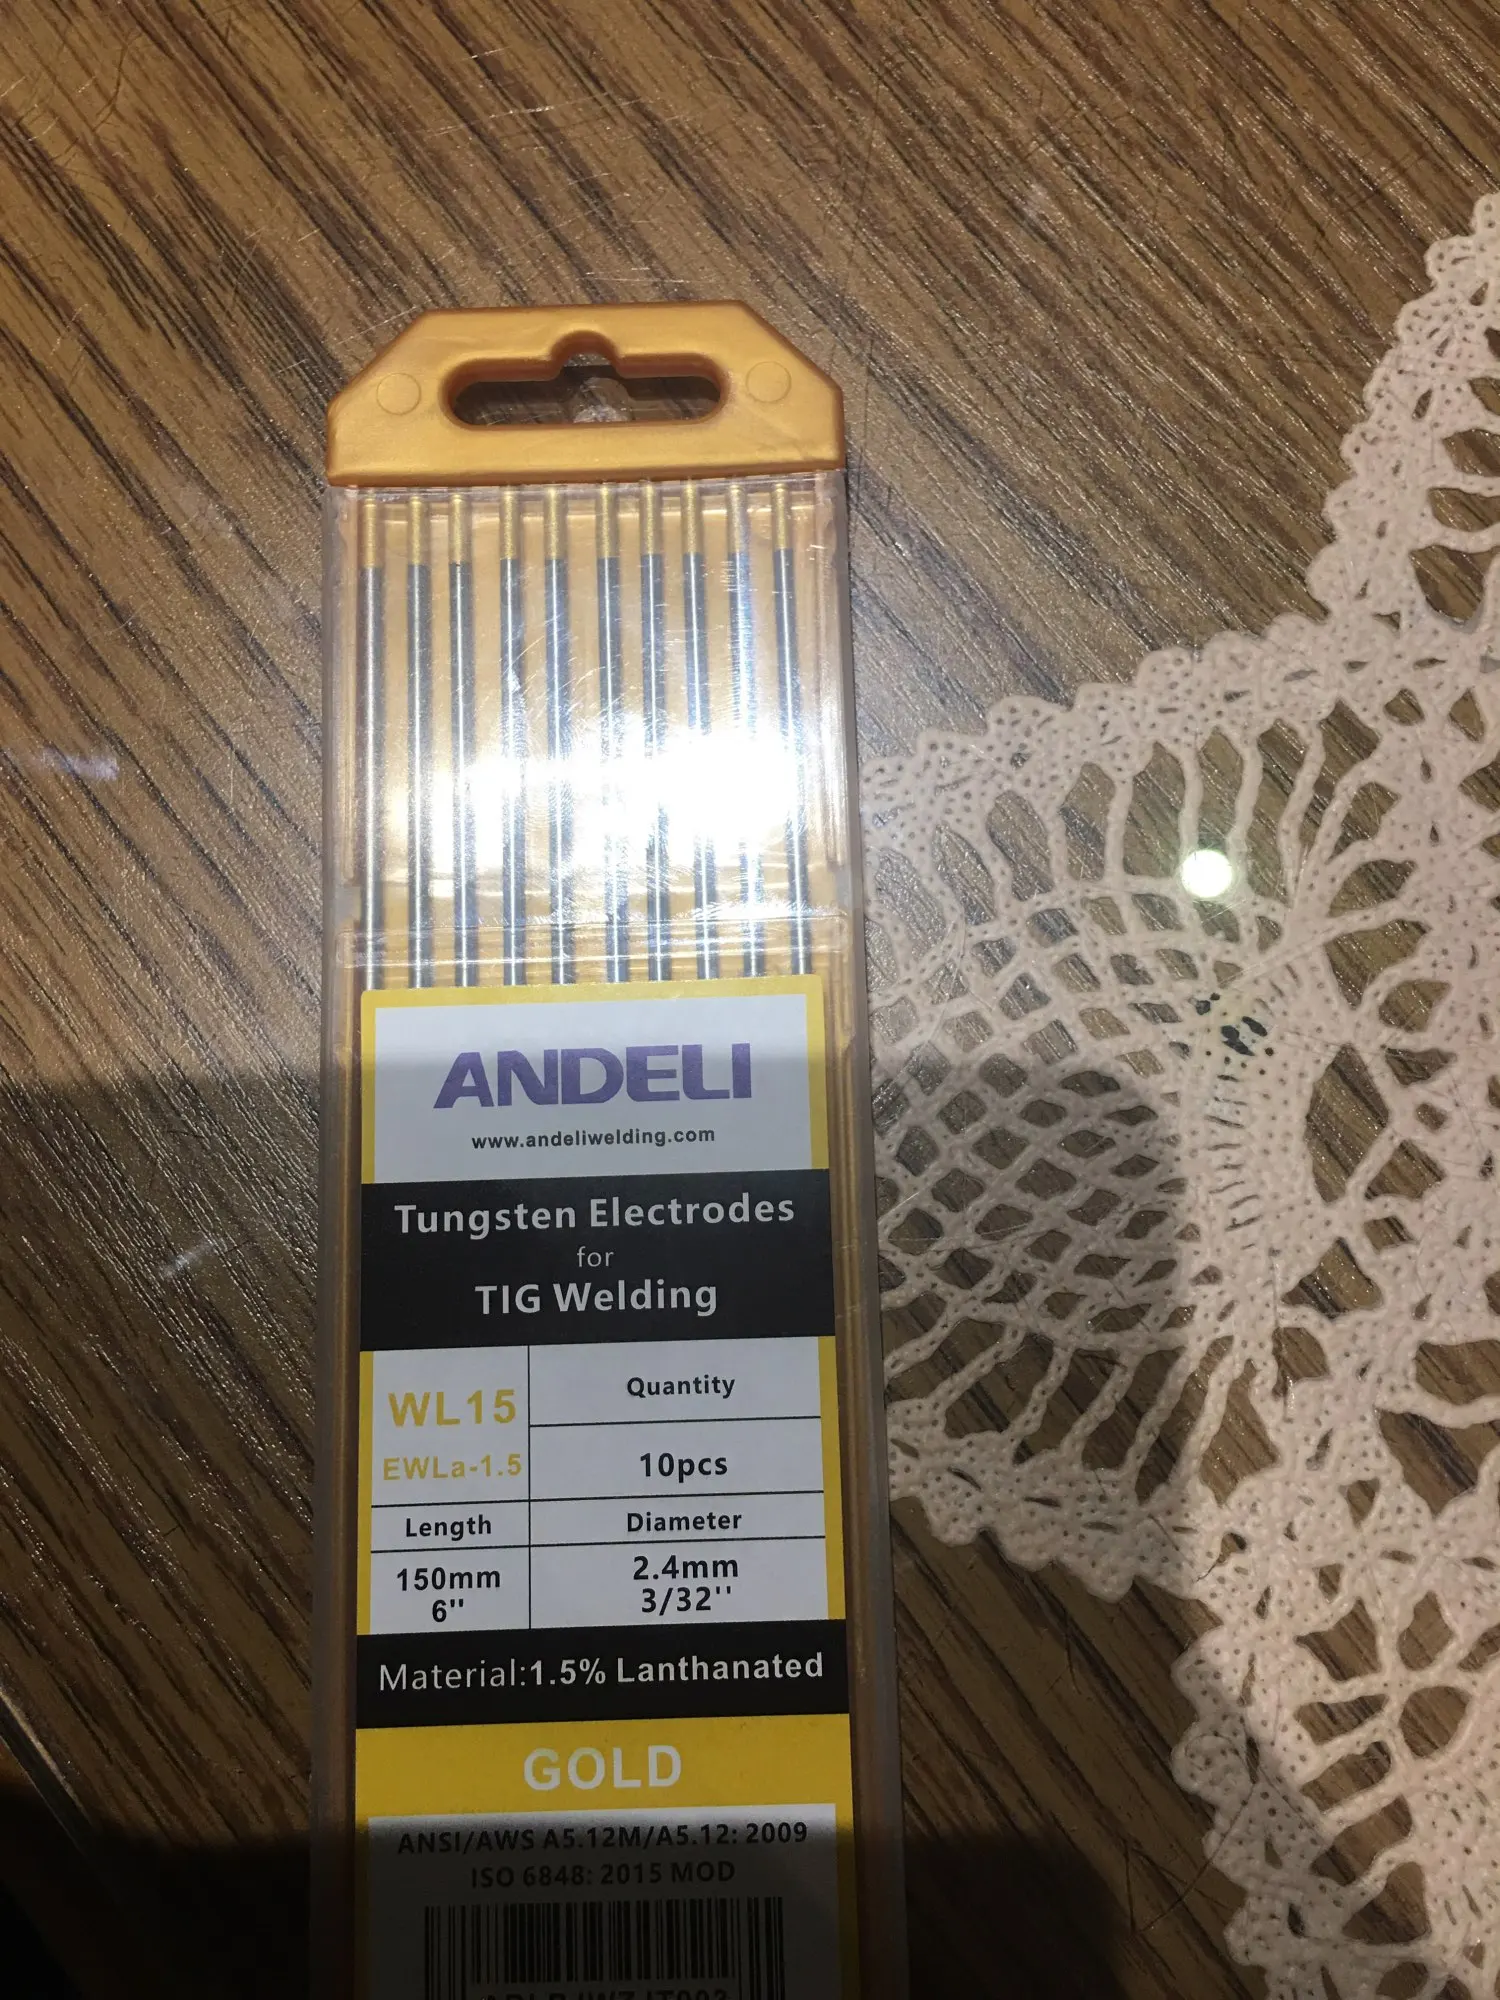 ANDELI
www.andeliwelding.com
Tungsten Electrodes
for
TIG Welding
WL15
EWLa-1.5
Quantity
10pcs
Length
Diameter
150mm
6''
2.4mm
3/32''
Material:1.5% Lanthanated
GOLD
ANSI/AWS A5.12M/A5.12: 2009
ISO 6848: 2015 MOD